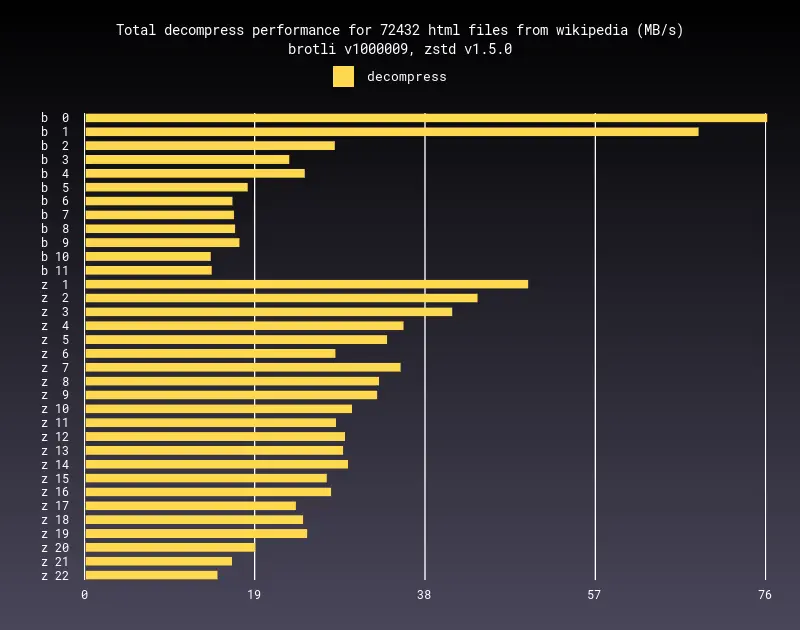 Total decompress performance for 72432 html files from wikipedia (MB/s)
brotli v1000009, zstd v1.5.0
decompress
b 0
b 1
b 2
b 3
b 4
b 5
b 6
b 7
b 8
b 9
b 10
b 11
z 1
z 2
z 3
z 4
z 5
z 6
z 7
z 8
z 9
z 10
z 11
z 12
z 13
z 14
z 15
z 16
z 17
z 18
z 19
z 20
z 21
z 22
0 19 38 57 76